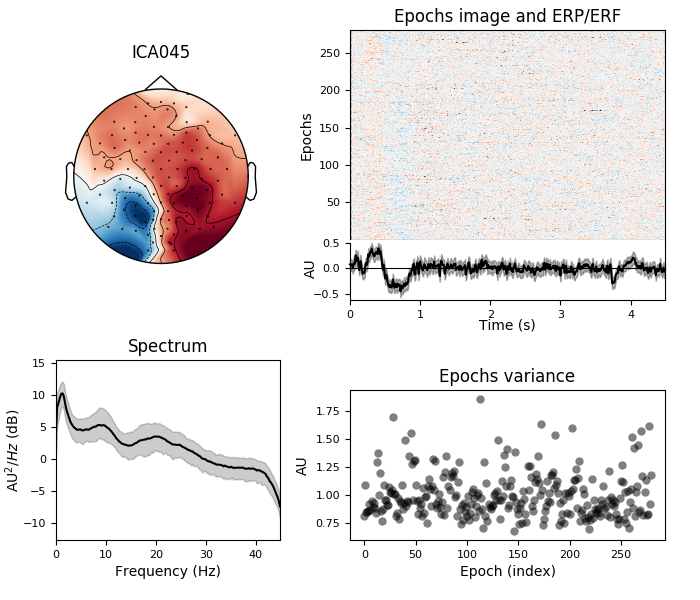 ICA045
Epochs image and ERP/ERF
Epochs
250
200
150
100
50
AU
0.5
0.0
−0.5
0 1 2 3 4
Time (s)
Spectrum
AU²/Hz (dB)
15
10
5
0
−5
−10
0 10 20 30 40
Frequency (Hz)
Epochs variance
AU
1.75
1.50
1.25
1.00
0.75
0 50 100 150 200 250
Epoch (index)